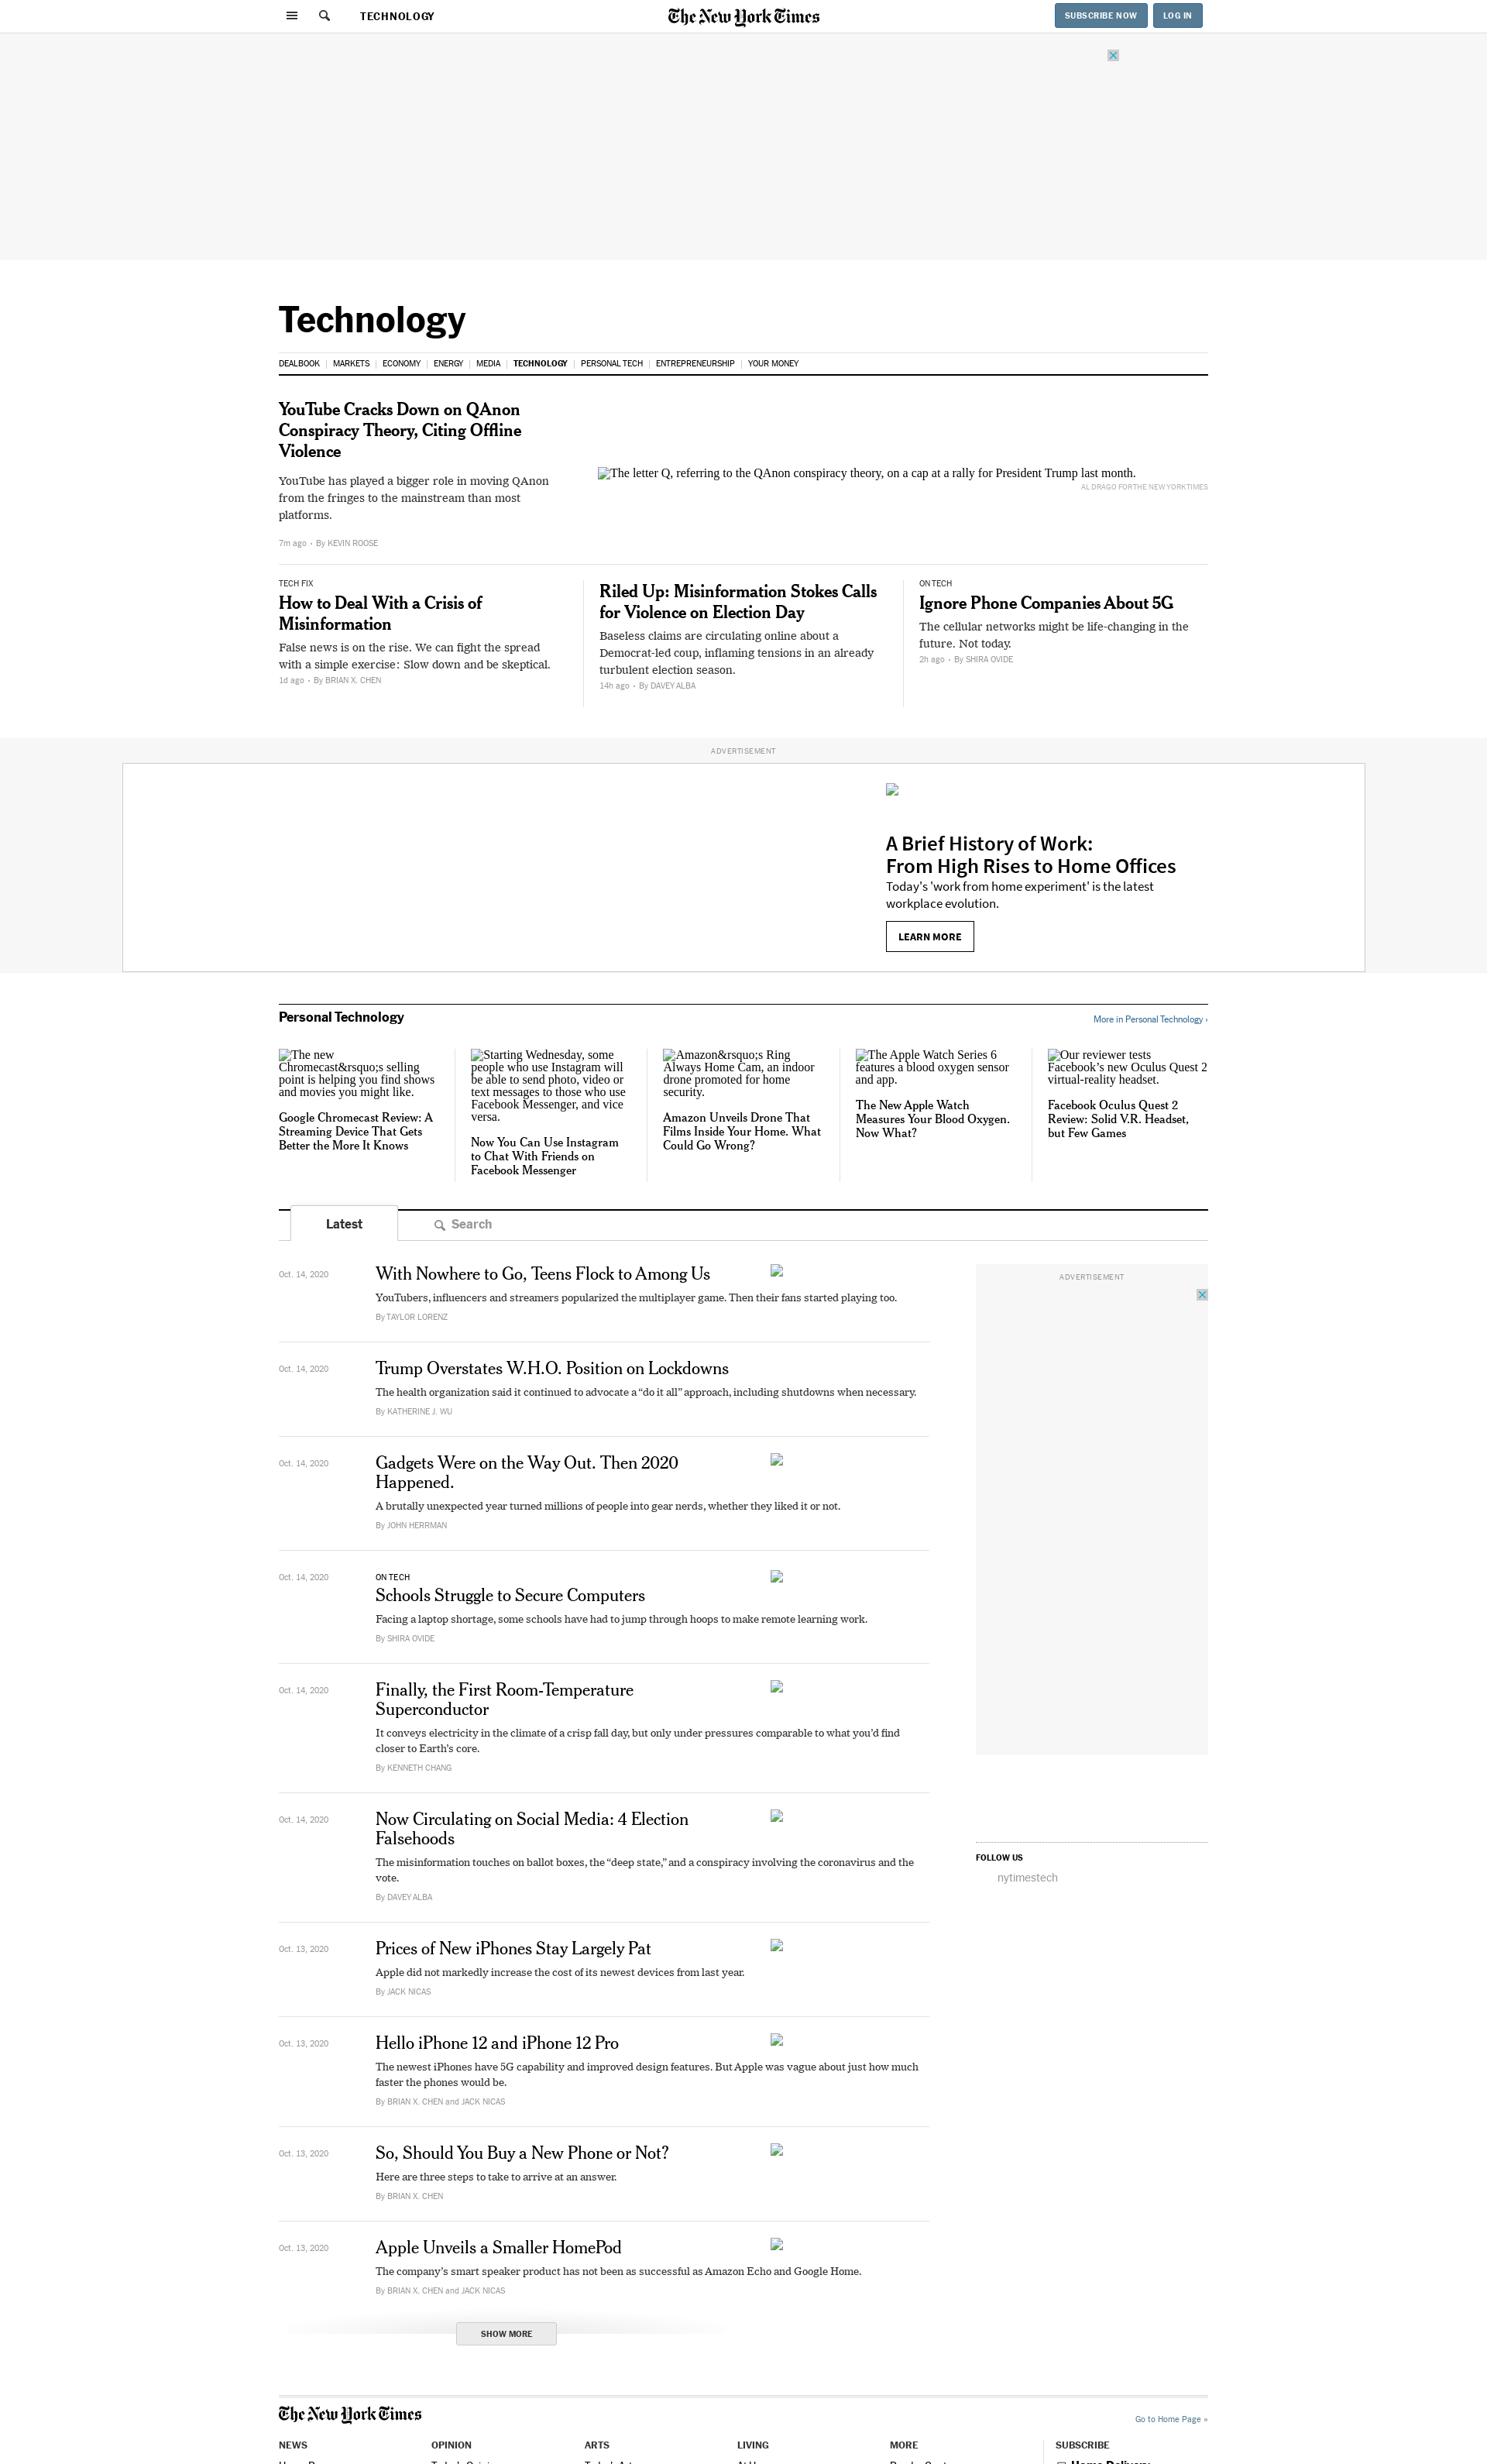 TECHNOLOGY
The New York Times
SUBSCRIBE NOW
LOG IN
Technology
DEALBOOK
MARKETS
ECONOMY
ENERGY
MEDIA
TECHNOLOGY
PERSONAL TECH
ENTREPRENEURSHIP
YOUR MONEY
YouTube Cracks Down on QAnon
Conspiracy Theory, Citing Offline
Violence
YouTube has played a bigger role in moving QAnon
from the fringes to the mainstream than most
platforms.
7m ago • By KEVIN ROOSE
The letter Q, referring to the QAnon conspiracy theory, on a cap at a rally for President Trump last month.
AL DRAGO FOR THE NEW YORK TIMES
TECH FIX
How to Deal With a Crisis of
Misinformation
False news is on the rise. We can fight the spread
with a simple exercise: Slow down and be skeptical.
1d ago • By BRIAN X. CHEN
Riled Up: Misinformation Stokes Calls
for Violence on Election Day
Baseless claims are circulating online about a
Democrat-led coup, inflaming tensions in an already
turbulent election season.
14h ago • By DAVEY ALBA
ON TECH
Ignore Phone Companies About 5G
The cellular networks might be life-changing in the
future. Not today.
2h ago • By SHIRA OVIDE
ADVERTISEMENT
A Brief History of Work:
From High Rises to Home Offices
Today's 'work from home experiment' is the latest
workplace evolution.
LEARN MORE
Personal Technology
More in Personal Technology ›
The new
Chromecast&rsquo;s selling
point is helping you find shows
and movies you might like.
Google Chromecast Review: A
Streaming Device That Gets
Better the More It Knows
Starting Wednesday, some
people who use Instagram will
be able to send photo, video or
text messages to those who use
Facebook Messenger, and vice
versa.
Now You Can Use Instagram
to Chat With Friends on
Facebook Messenger
Amazon&rsquo;s Ring
Always Home Cam, an indoor
drone promoted for home
security.
Amazon Unveils Drone That
Films Inside Your Home. What
Could Go Wrong?
The Apple Watch Series 6
features a blood oxygen sensor
and app.
The New Apple Watch
Measures Your Blood Oxygen.
Now What?
Our reviewer tests
Facebook’s new Oculus Quest 2
virtual-reality headset.
Facebook Oculus Quest 2
Review: Solid V.R. Headset,
but Few Games
Latest
Search
Oct. 14, 2020
With Nowhere to Go, Teens Flock to Among Us
YouTubers, influencers and streamers popularized the multiplayer game. Then their fans started playing too.
By TAYLOR LORENZ
ADVERTISEMENT
Oct. 14, 2020
Trump Overstates W.H.O. Position on Lockdowns
The health organization said it continued to advocate a “do it all” approach, including shutdowns when necessary.
By KATHERINE J. WU
Oct. 14, 2020
Gadgets Were on the Way Out. Then 2020
Happened.
A brutally unexpected year turned millions of people into gear nerds, whether they liked it or not.
By JOHN HERRMAN
Oct. 14, 2020
ON TECH
Schools Struggle to Secure Computers
Facing a laptop shortage, some schools have had to jump through hoops to make remote learning work.
By SHIRA OVIDE
Oct. 14, 2020
Finally, the First Room-Temperature
Superconductor
It conveys electricity in the climate of a crisp fall day, but only under pressures comparable to what you’d find
closer to Earth’s core.
By KENNETH CHANG
Oct. 14, 2020
Now Circulating on Social Media: 4 Election
Falsehoods
The misinformation touches on ballot boxes, the “deep state,” and a conspiracy involving the coronavirus and the
vote.
By DAVEY ALBA
FOLLOW US
nytimestech
Oct. 13, 2020
Prices of New iPhones Stay Largely Pat
Apple did not markedly increase the cost of its newest devices from last year.
By JACK NICAS
Oct. 13, 2020
Hello iPhone 12 and iPhone 12 Pro
The newest iPhones have 5G capability and improved design features. But Apple was vague about just how much
faster the phones would be.
By BRIAN X. CHEN and JACK NICAS
Oct. 13, 2020
So, Should You Buy a New Phone or Not?
Here are three steps to take to arrive at an answer.
By BRIAN X. CHEN
Oct. 13, 2020
Apple Unveils a Smaller HomePod
The company’s smart speaker product has not been as successful as Amazon Echo and Google Home.
By BRIAN X. CHEN and JACK NICAS
SHOW MORE
The New York Times
Go to Home Page »
NEWS
OPINION
ARTS
LIVING
MORE
SUBSCRIBE